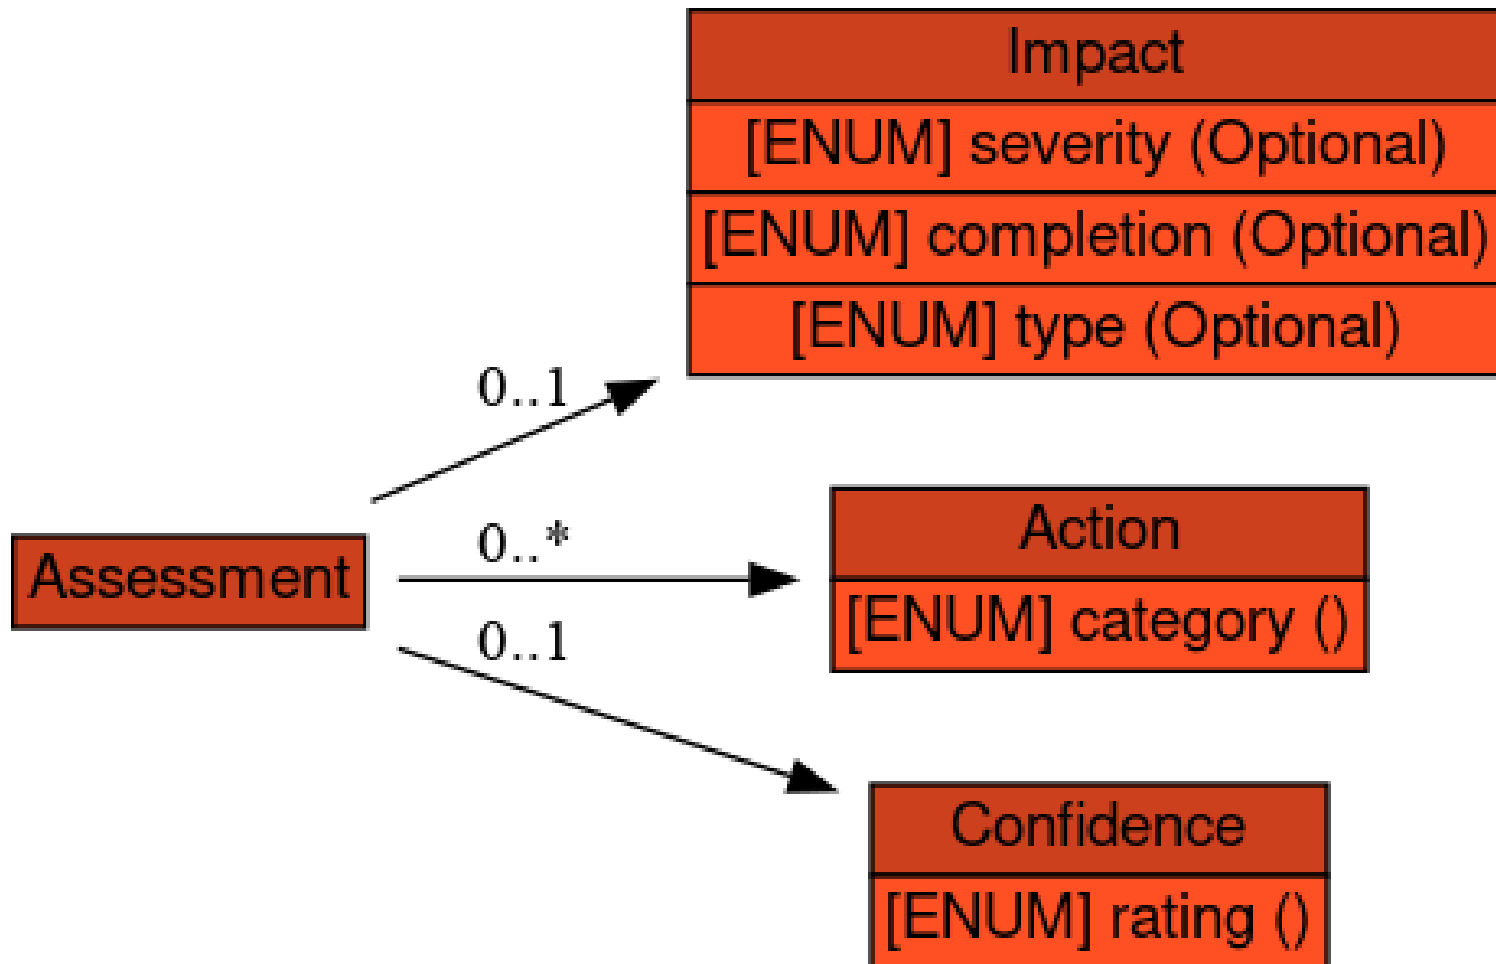 Impact
[ENUM] severity (Optional)
[ENUM] completion (Optional)
[ENUM] type (Optional)
0..1
Action
[ENUM] category ()
0..*
Assessment
0..1
Confidence
[ENUM] rating ()